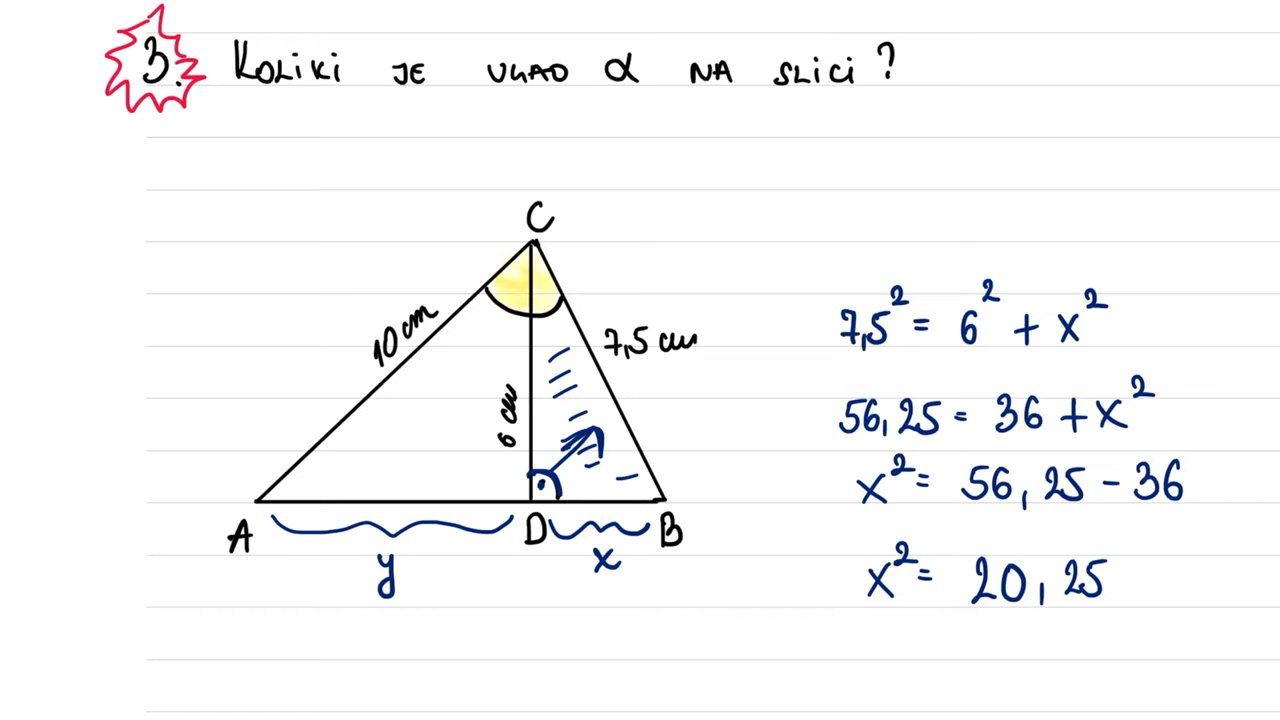 3. KOLIKI JE UGAO α NA SLICI?
C
10 cm
7,5 cm
6 cm
A
D
B
y
x
7,5² = 6² + x²
56,25 = 36 + x²
x² = 56,25 - 36
x² = 20,25